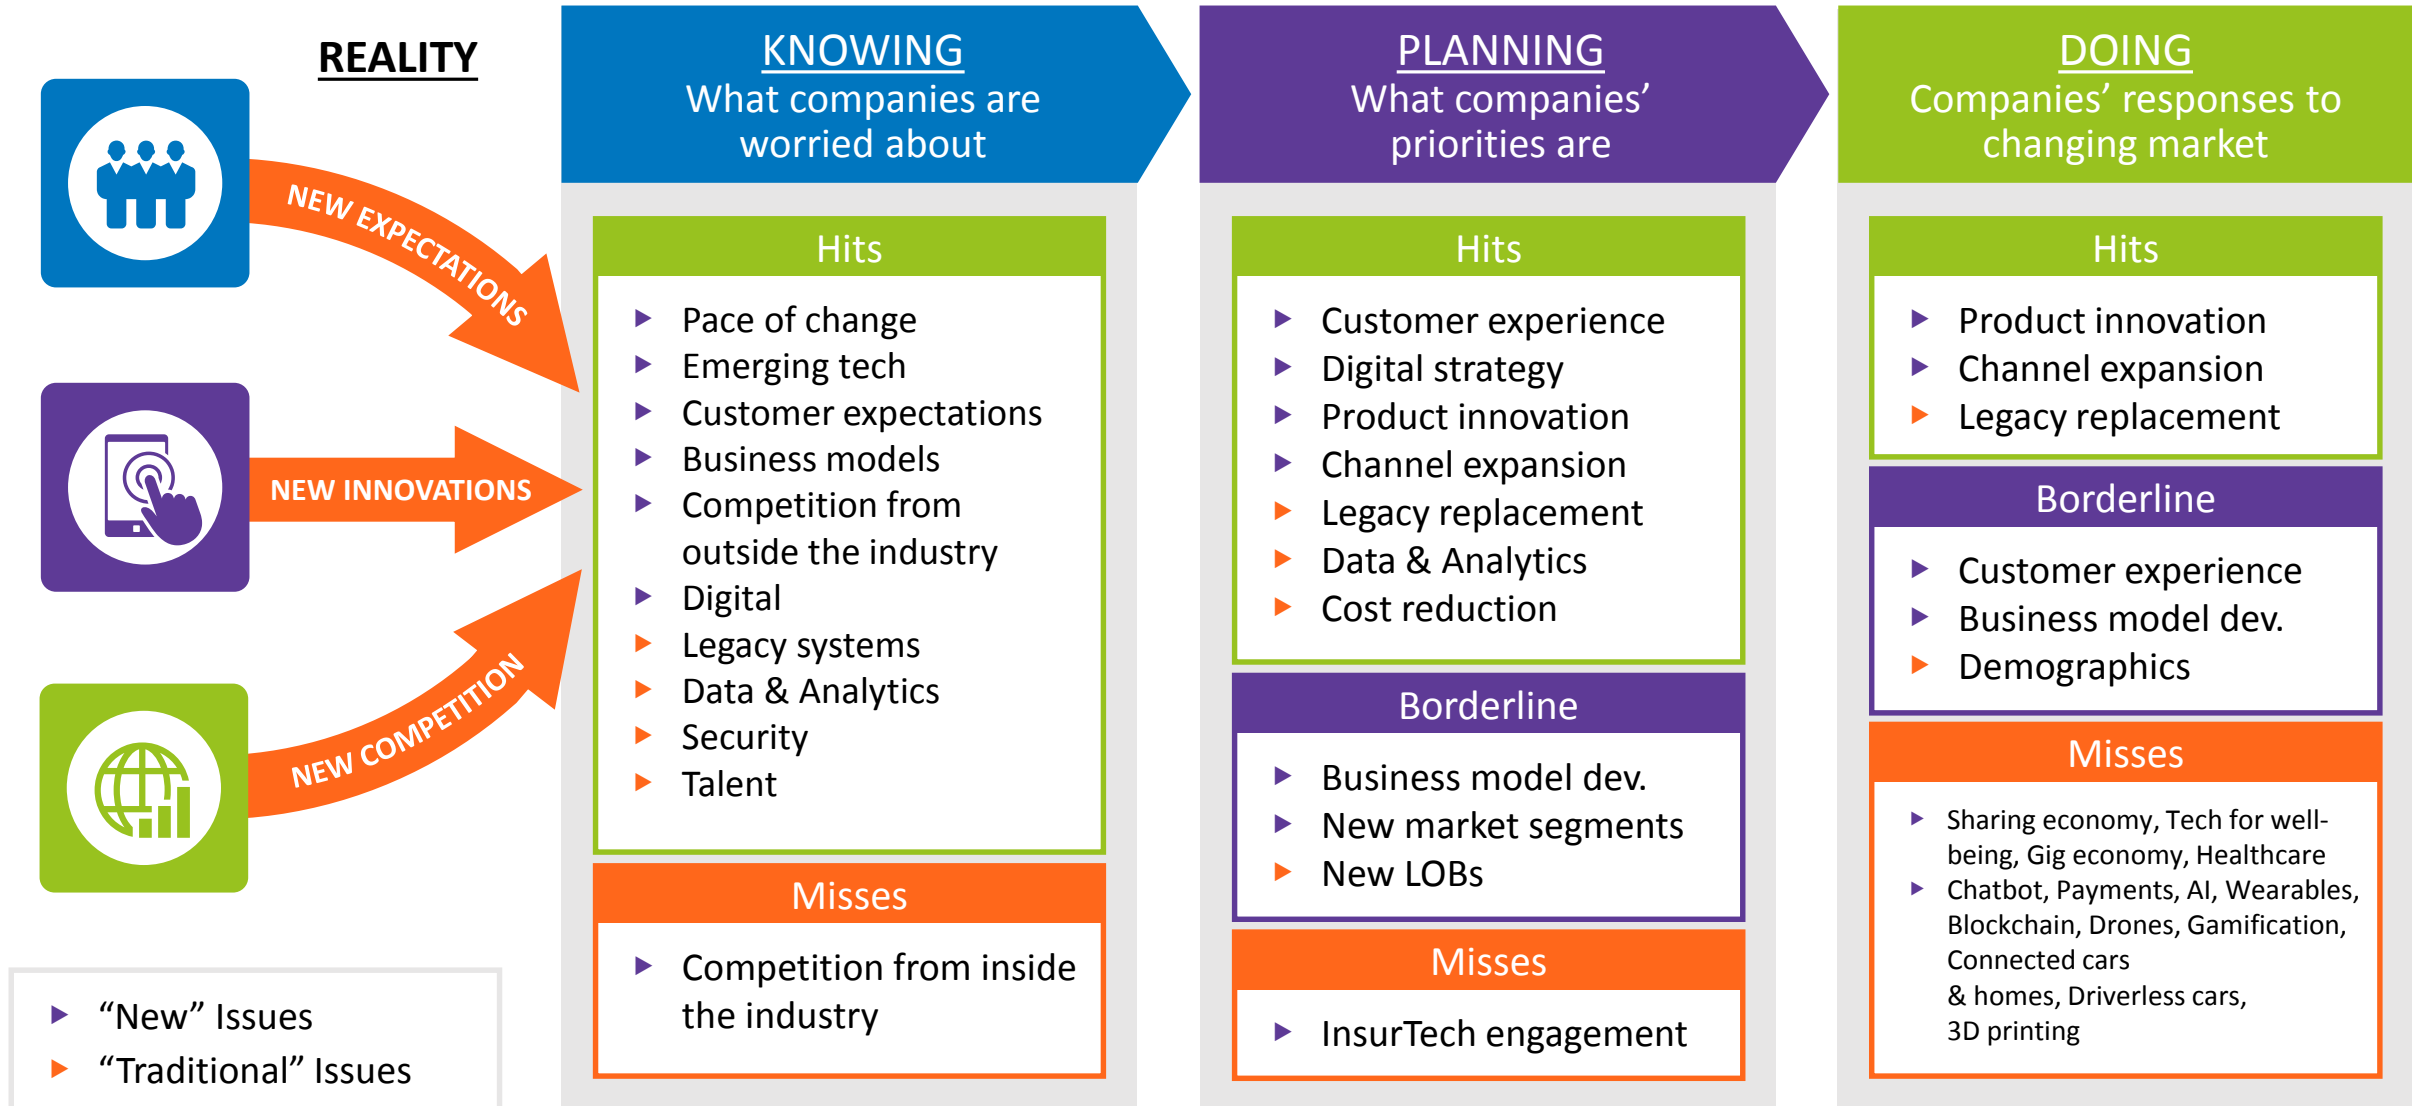 REALITY
NEW EXPECTATIONS
NEW INNOVATIONS
NEW COMPETITION
“New” Issues
“Traditional” Issues
KNOWING
What companies are
worried about
Hits
Pace of change
Emerging tech
Customer expectations
Business models
Competition from
outside the industry
Digital
Legacy systems
Data & Analytics
Security
Talent
Misses
Competition from inside
the industry
PLANNING
What companies’
priorities are
Hits
Customer experience
Digital strategy
Product innovation
Channel expansion
Legacy replacement
Data & Analytics
Cost reduction
Borderline
Business model dev.
New market segments
New LOBs
Misses
InsurTech engagement
DOING
Companies’ responses to
changing market
Hits
Product innovation
Channel expansion
Legacy replacement
Borderline
Customer experience
Business model dev.
Demographics
Misses
Sharing economy, Tech for well-
being, Gig economy, Healthcare
Chatbot, Payments, AI, Wearables,
Blockchain, Drones, Gamification,
Connected cars
& homes, Driverless cars,
3D printing